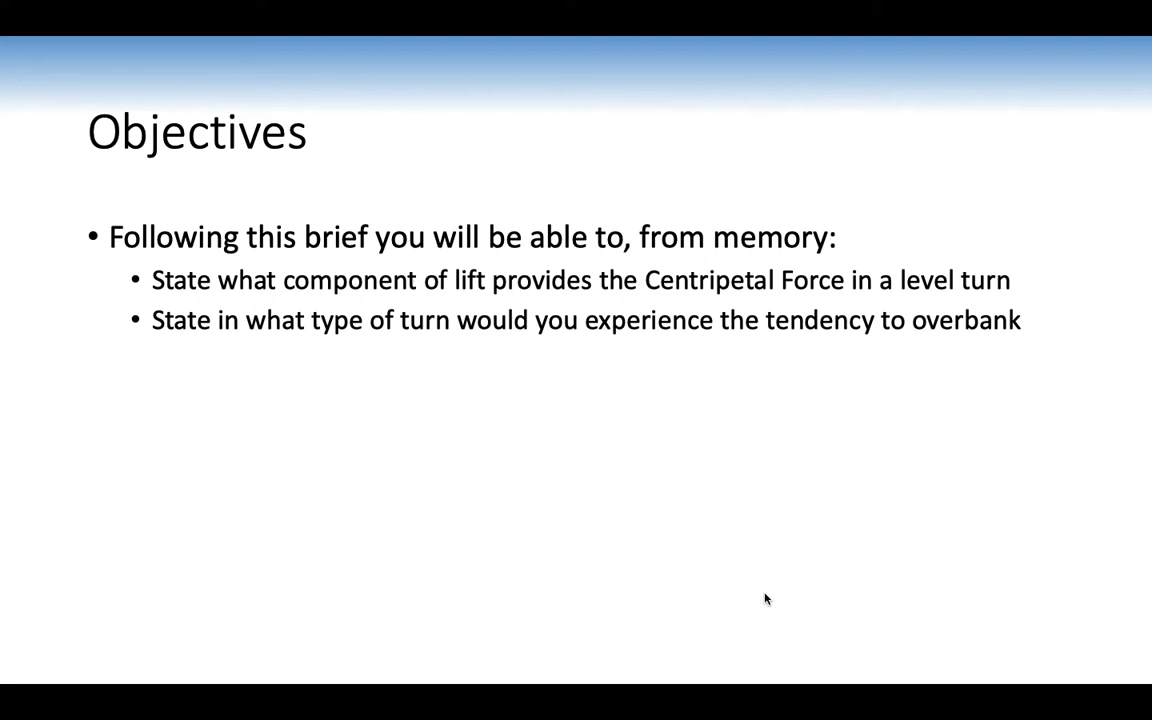 Objectives
• Following this brief you will be able to, from memory:
• State what component of lift provides the Centripetal Force in a level turn
• State in what type of turn would you experience the tendency to overbank